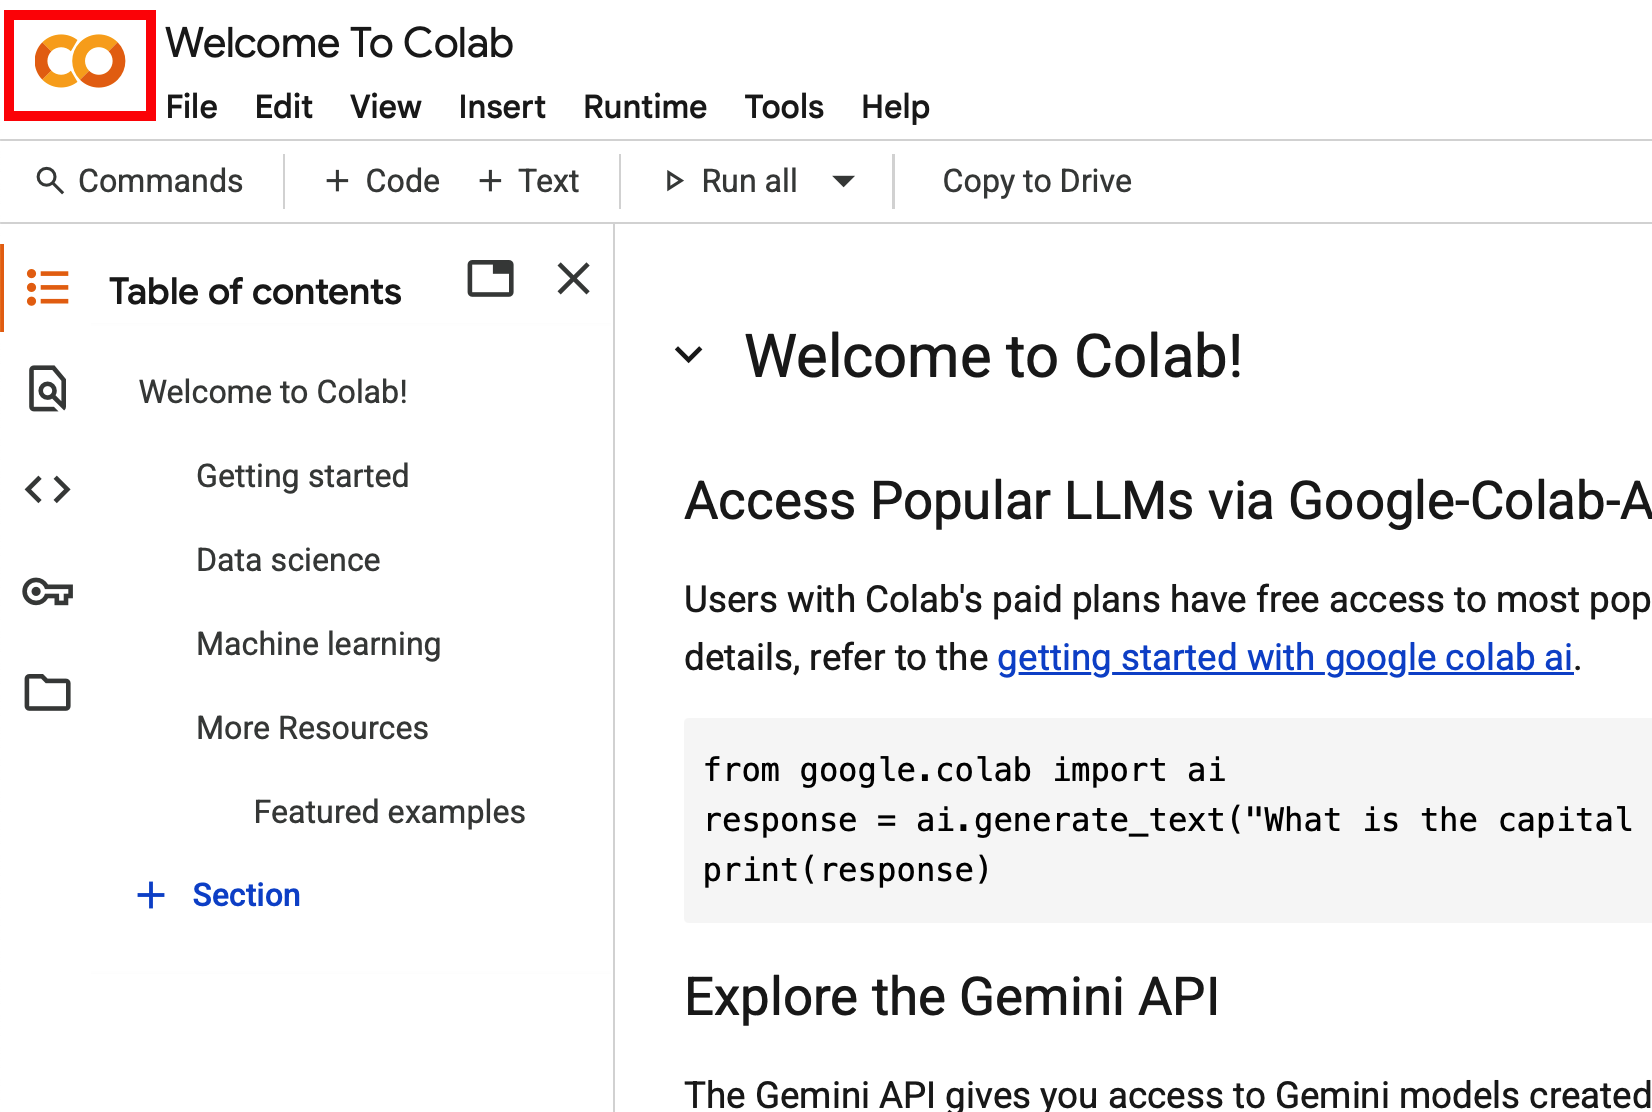 CO
Welcome To Colab
File Edit View Insert Runtime Tools Help
Commands + Code + Text Run all Copy to Drive
Table of contents
Welcome to Colab!
Getting started
Data science
Machine learning
More Resources
Featured examples
+ Section
Welcome to Colab!
Access Popular LLMs via Google-Colab-A
Users with Colab's paid plans have free access to most pop
details, refer to the getting started with google colab ai.
from google.colab import ai
response = ai.generate_text("What is the capital
print(response)
Explore the Gemini API
The Gemini API gives you access to Gemini models created